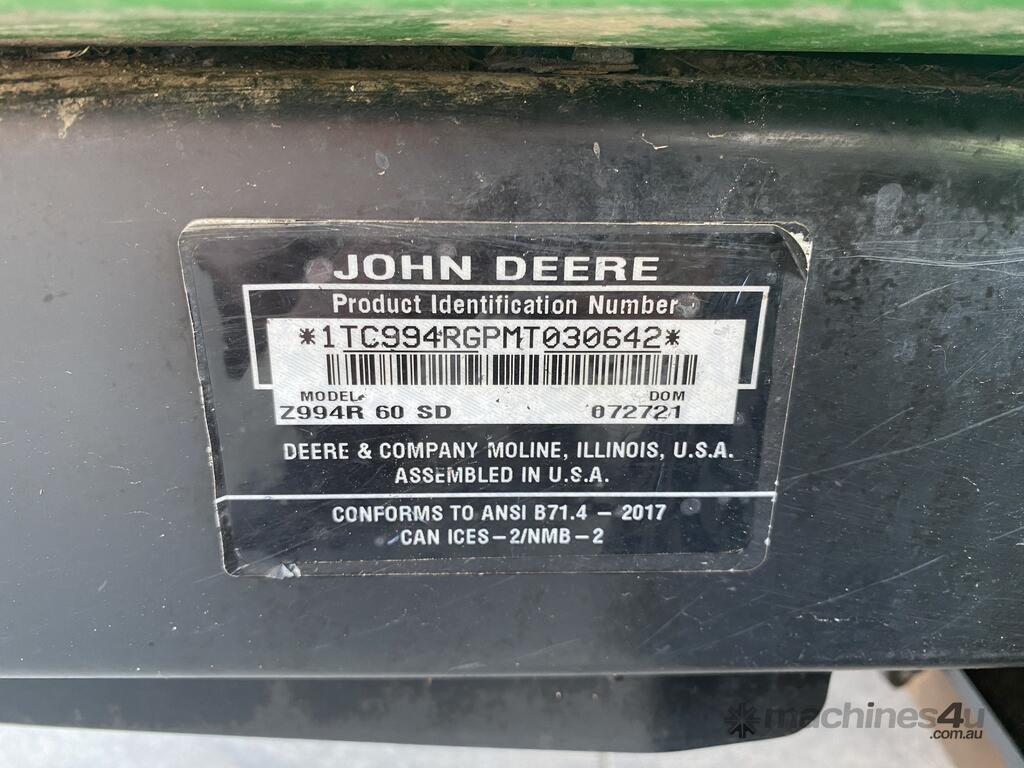 JOHN DEERE
Product Identification Number
*1TC994RGPMT030642*
MODEL DOM
Z994R 60 SD 072721
DEERE & COMPANY MOLINE, ILLINOIS, U.S.A.
ASSEMBLED IN U.S.A.
CONFORMS TO ANSI B71.4 – 2017
CAN ICES–2/NMB–2
machines4u
.com.au